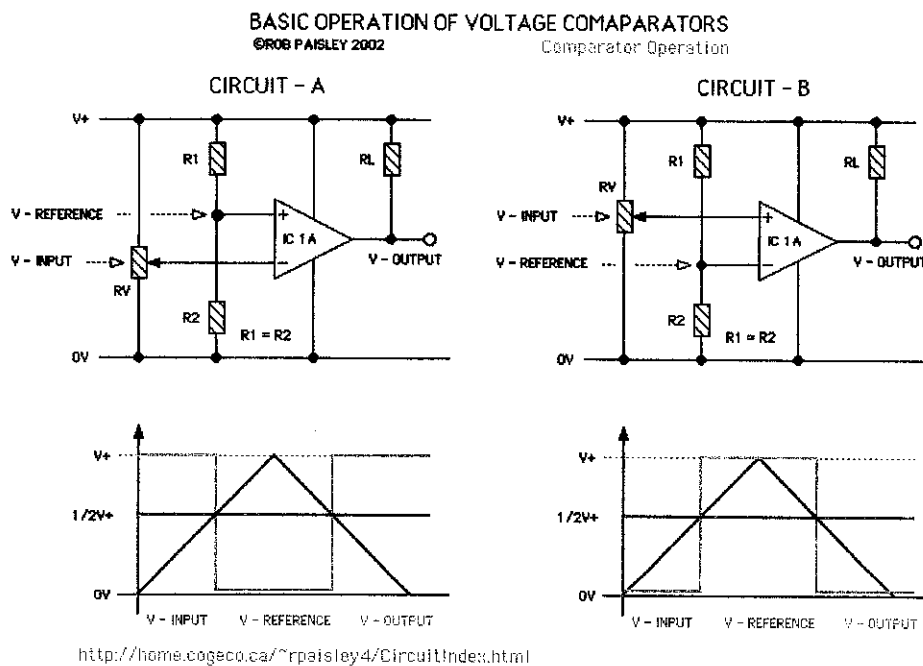 BASIC OPERATION OF VOLTAGE COMAPARATORS
©ROB PAISLEY 2002
Comparator Operation
CIRCUIT - A
V+
R1
RL
V - REFERENCE
+
IC 1A
V - INPUT
-
V - OUTPUT
RV
R2
R1 = R2
0V
CIRCUIT - B
V+
R1
RL
RV
V - INPUT
+
IC 1A
V - REFERENCE
-
V - OUTPUT
R2
R1 = R2
0V
V+
1/2V+
0V
V - INPUT V - REFERENCE V - OUTPUT
V+
1/2V+
0V
V - INPUT V - REFERENCE V - OUTPUT
http://home.cogeco.ca/~rpaisley4/CircuitIndex.html